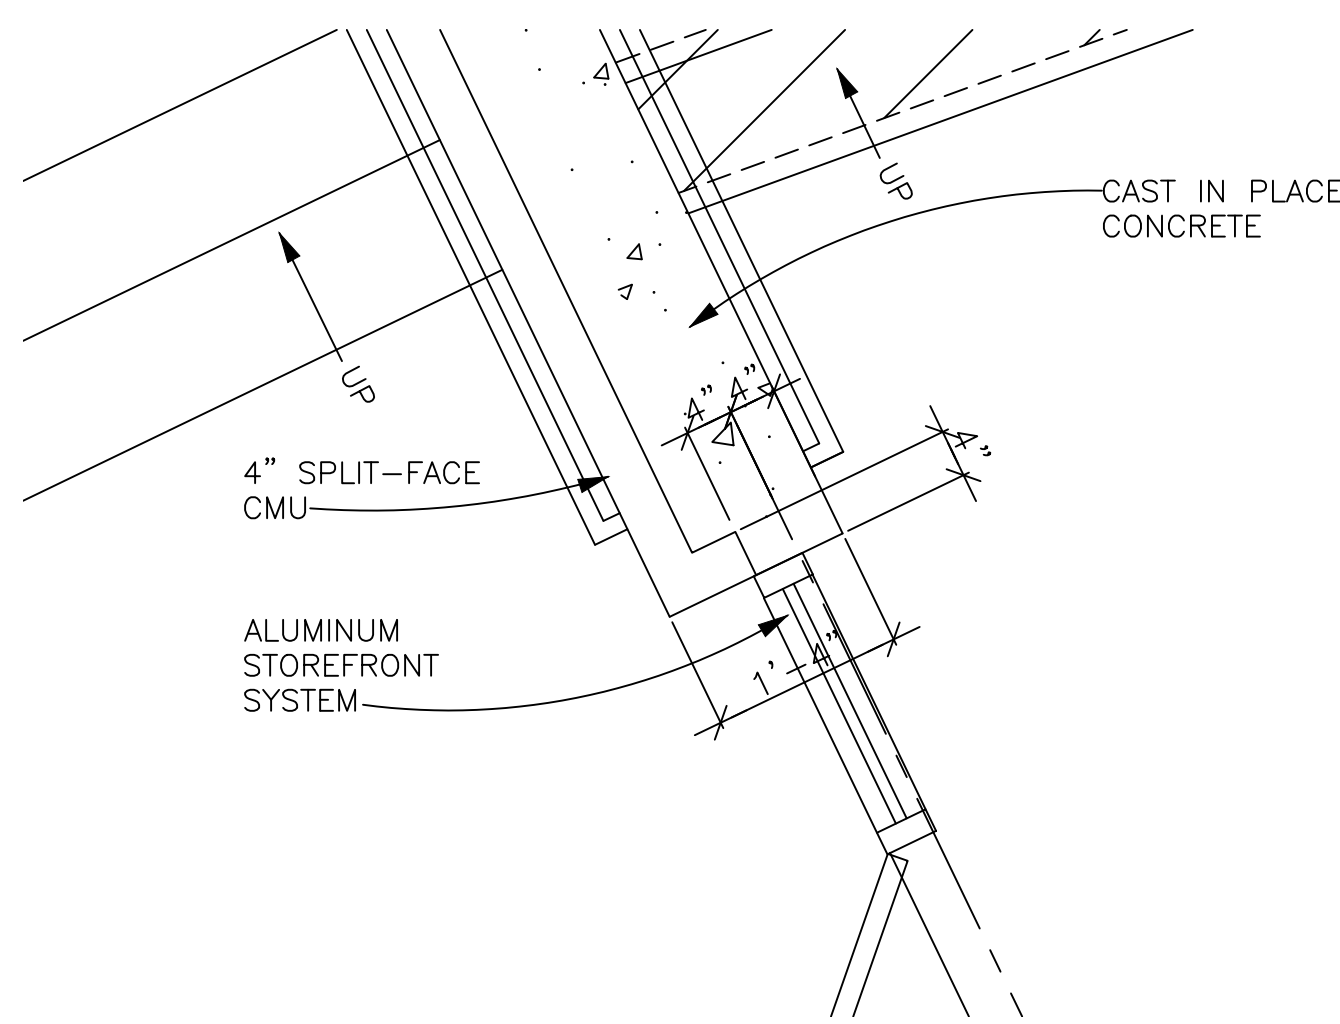 UP
CAST IN PLACE
CONCRETE
UP
4" 4"
4"
4" SPLIT-FACE
CMU
ALUMINUM
STOREFRONT
SYSTEM
1'-4"